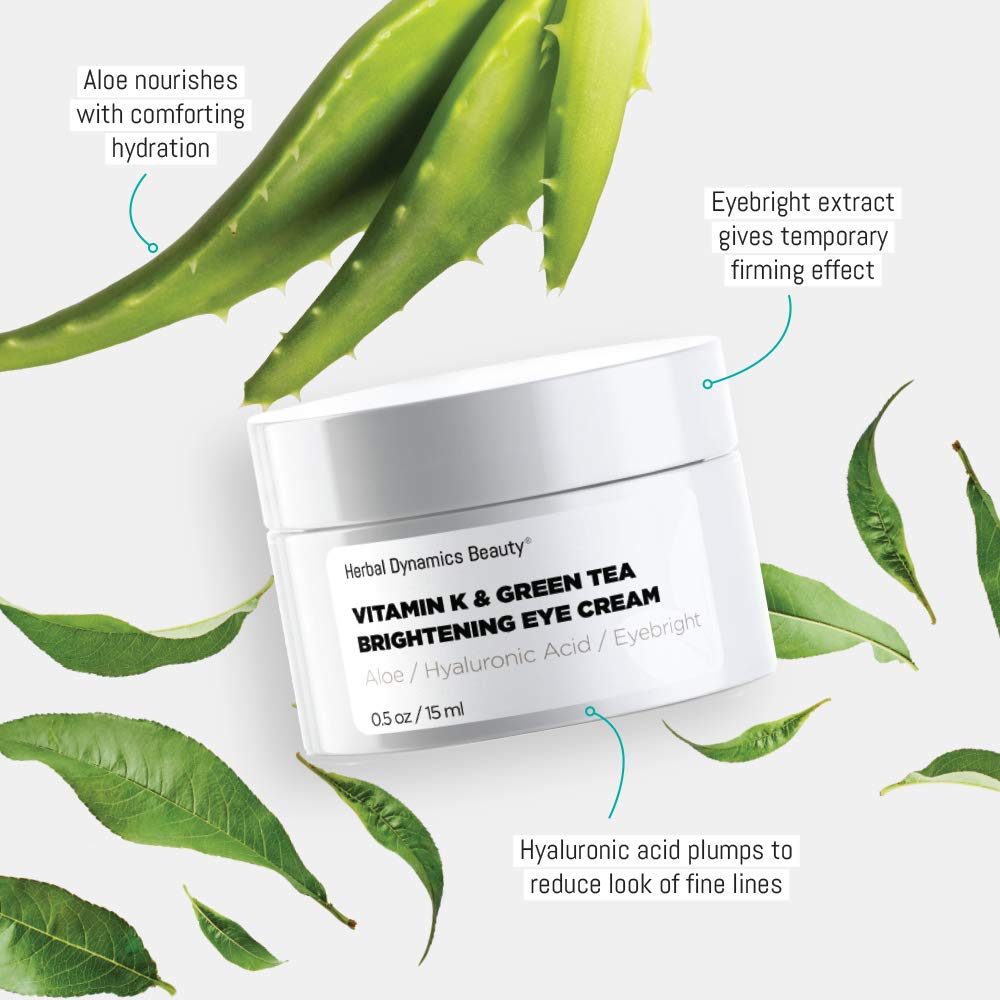 Aloe nourishes
with comforting
hydration
Eyebright extract
gives temporary
firming effect
Herbal Dynamics Beauty®
VITAMIN K & GREEN TEA
BRIGHTENING EYE CREAM
Aloe / Hyaluronic Acid / Eyebright
0.5 oz / 15 ml
Hyaluronic acid plumps to
reduce look of fine lines